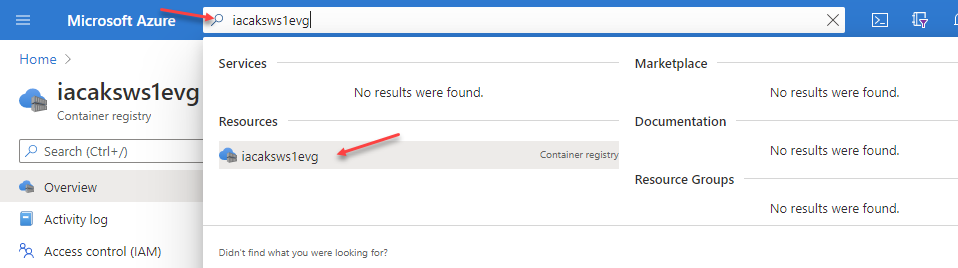 Microsoft Azure
iacaksws1evg
Home
iacaksws1evg
Container registry
Search (Ctrl+/)
Overview
Activity log
Access control (IAM)
Services
No results were found.
Resources
iacaksws1evg Container registry
Marketplace
No results were found.
Documentation
No results were found.
Resource Groups
No results were found.
Didn't find what you were looking for?